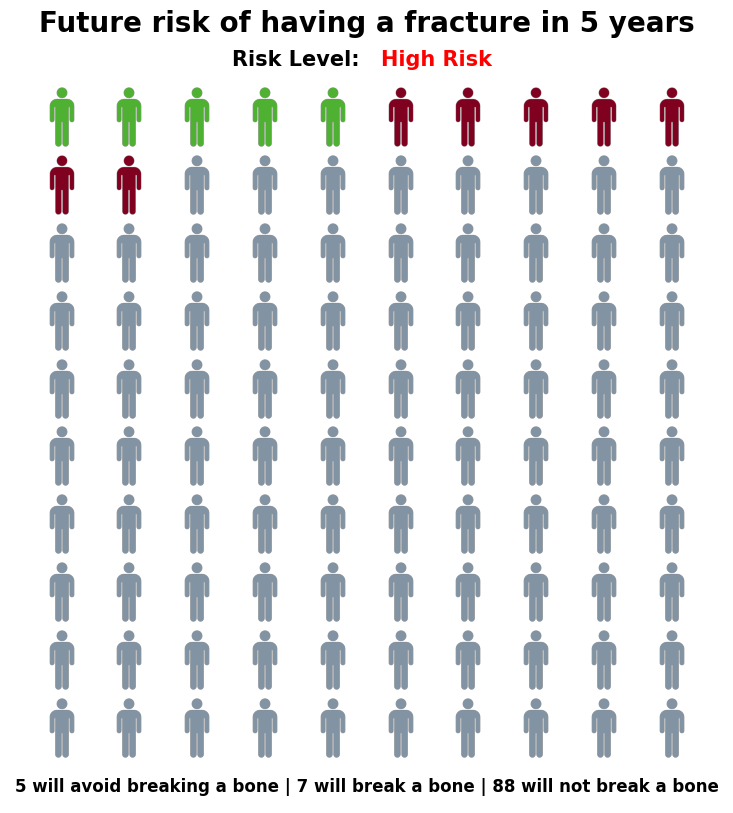 Future risk of having a fracture in 5 years
Risk Level: High Risk
5 will avoid breaking a bone | 7 will break a bone | 88 will not break a bone